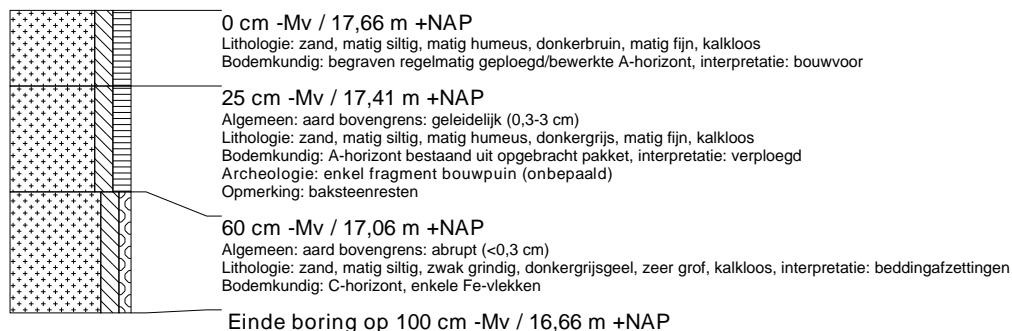 0 cm -Mv / 17,66 m +NAP
Lithologie: zand, matig siltig, matig humeus, donkerbruin, matig fijn, kalkloos
Bodemkundig: begraven regelmatig geploegd/bewerkte A-horizont, interpretatie: bouwvoor
25 cm -Mv / 17,41 m +NAP
Algemeen: aard bovengrens: geleidelijk (0,3-3 cm)
Lithologie: zand, matig siltig, matig humeus, donkergrijs, matig fijn, kalkloos
Bodemkundig: A-horizont bestaand uit opgebracht pakket, interpretatie: verploegd
Archeologie: enkel fragment bouwpuin (onbepaald)
Opmerking: baksteenresten
60 cm -Mv / 17,06 m +NAP
Algemeen: aard bovengrens: abrupt (<0,3 cm)
Lithologie: zand, matig siltig, zwak grindig, donkergrijsgeel, zeer grof, kalkloos, interpretatie: beddingafzettingen
Bodemkundig: C-horizont, enkele Fe-vlekken
Einde boring op 100 cm -Mv / 16,66 m +NAP